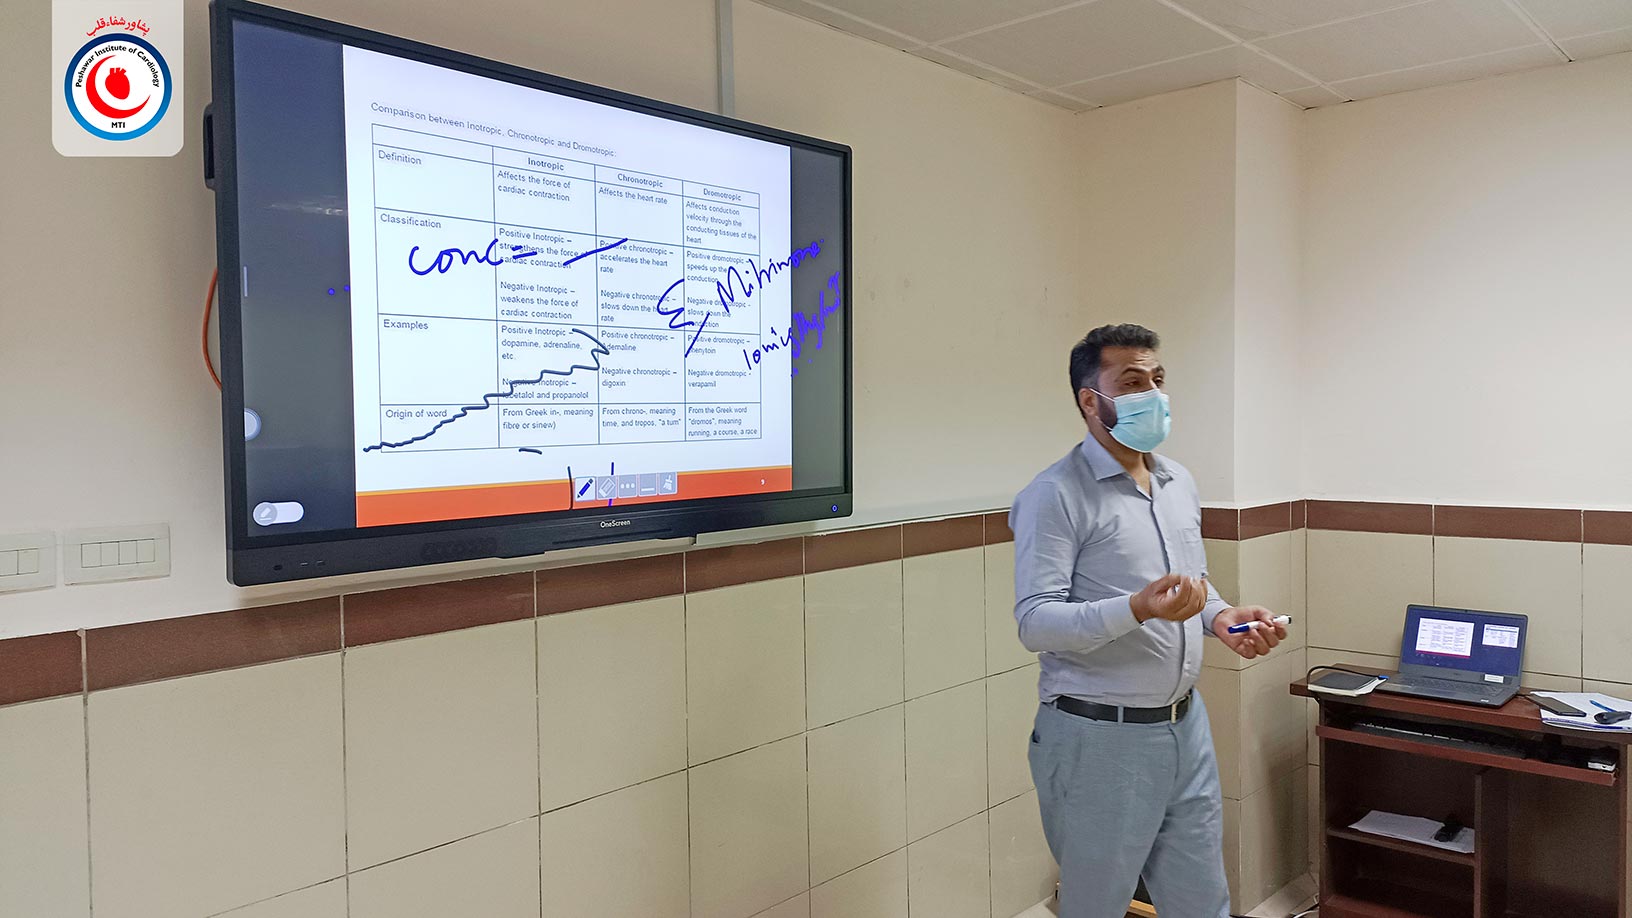 پشاور شفاءِ قلب
Peshawar Institute of Cardiology
MTI
Comparison between Inotropic, Chronotropic and Dromotropic:
Inotropic Chronotropic Dromotropic
Definition
Affects the force of
cardiac contraction
Affects the heart rate
Affects conduction
velocity through the
conducting tissues of the
heart
Classification
Positive Inotropic –
strengthens the force of
cardiac contraction
Negative Inotropic –
weakens the force of
cardiac contraction
Positive chronotropic –
accelerates the heart
rate
Negative chronotropic –
slows down the heart
rate
Positive dromotropic –
speeds up the
conduction
Negative dromotropic –
slows down the
conduction
Examples
Positive Inotropic –
dopamine, adrenaline,
etc.
Negative Inotropic –
labetalol and propanolol
Positive chronotropic –
Negative chronotropic –
digoxin
Positive dromotropic –
phenytoin
Negative dromotropic –
verapamil
Origin of word
From Greek in-, meaning
fibre or sinew)
From chrono-, meaning
time, and tropos, "a turn"
From the Greek word
"dromos", meaning
running, a course, a race
conc =
9
OneScreen